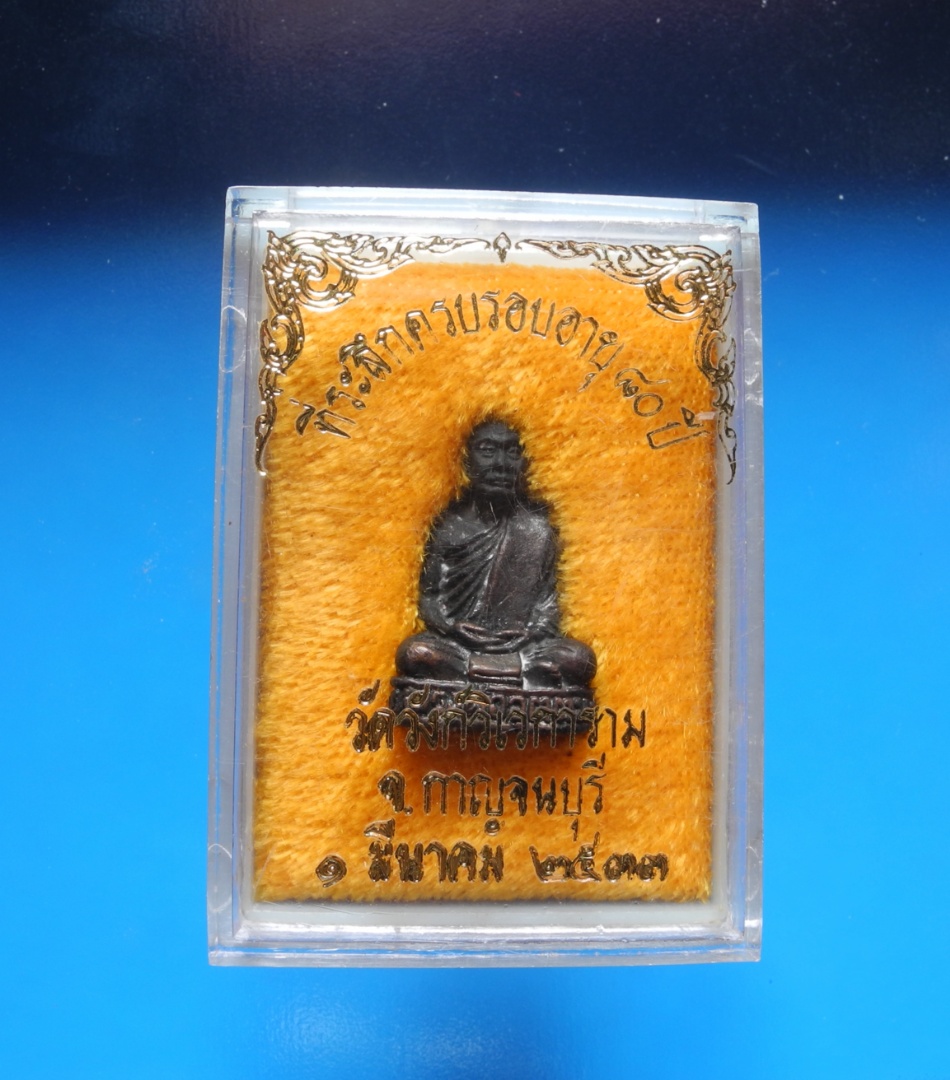 ที่ระลึกครบรอบอายุ ๘๐ ปี
วัดวังก์วิเวการาม
จ.กาญจนบุรี
๑ มีนาคม ๒๕๓๓